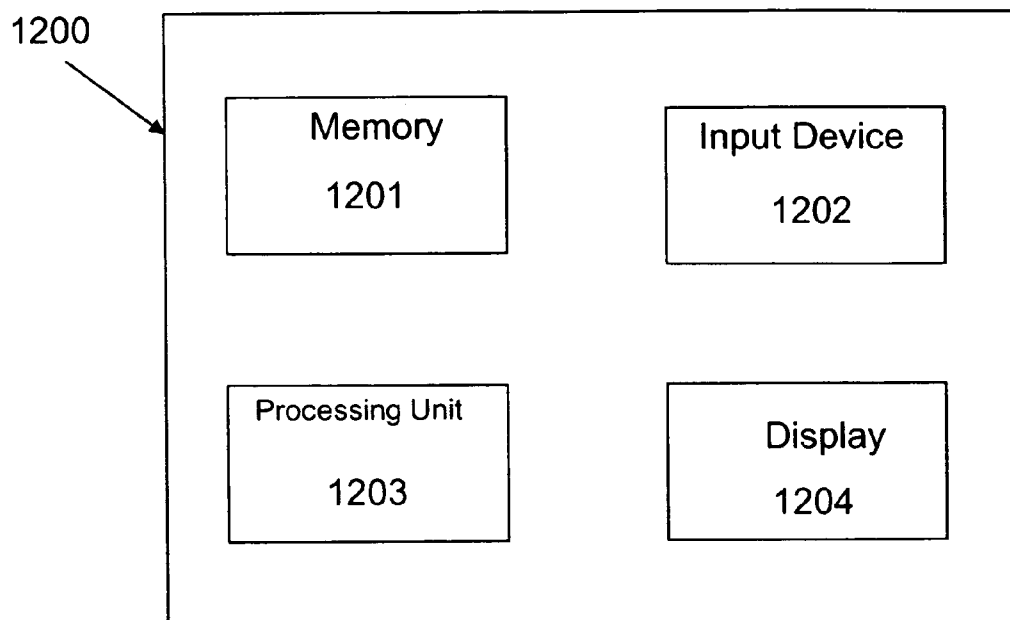 1200
Memory
1201
Input Device
1202
Processing Unit
1203
Display
1204